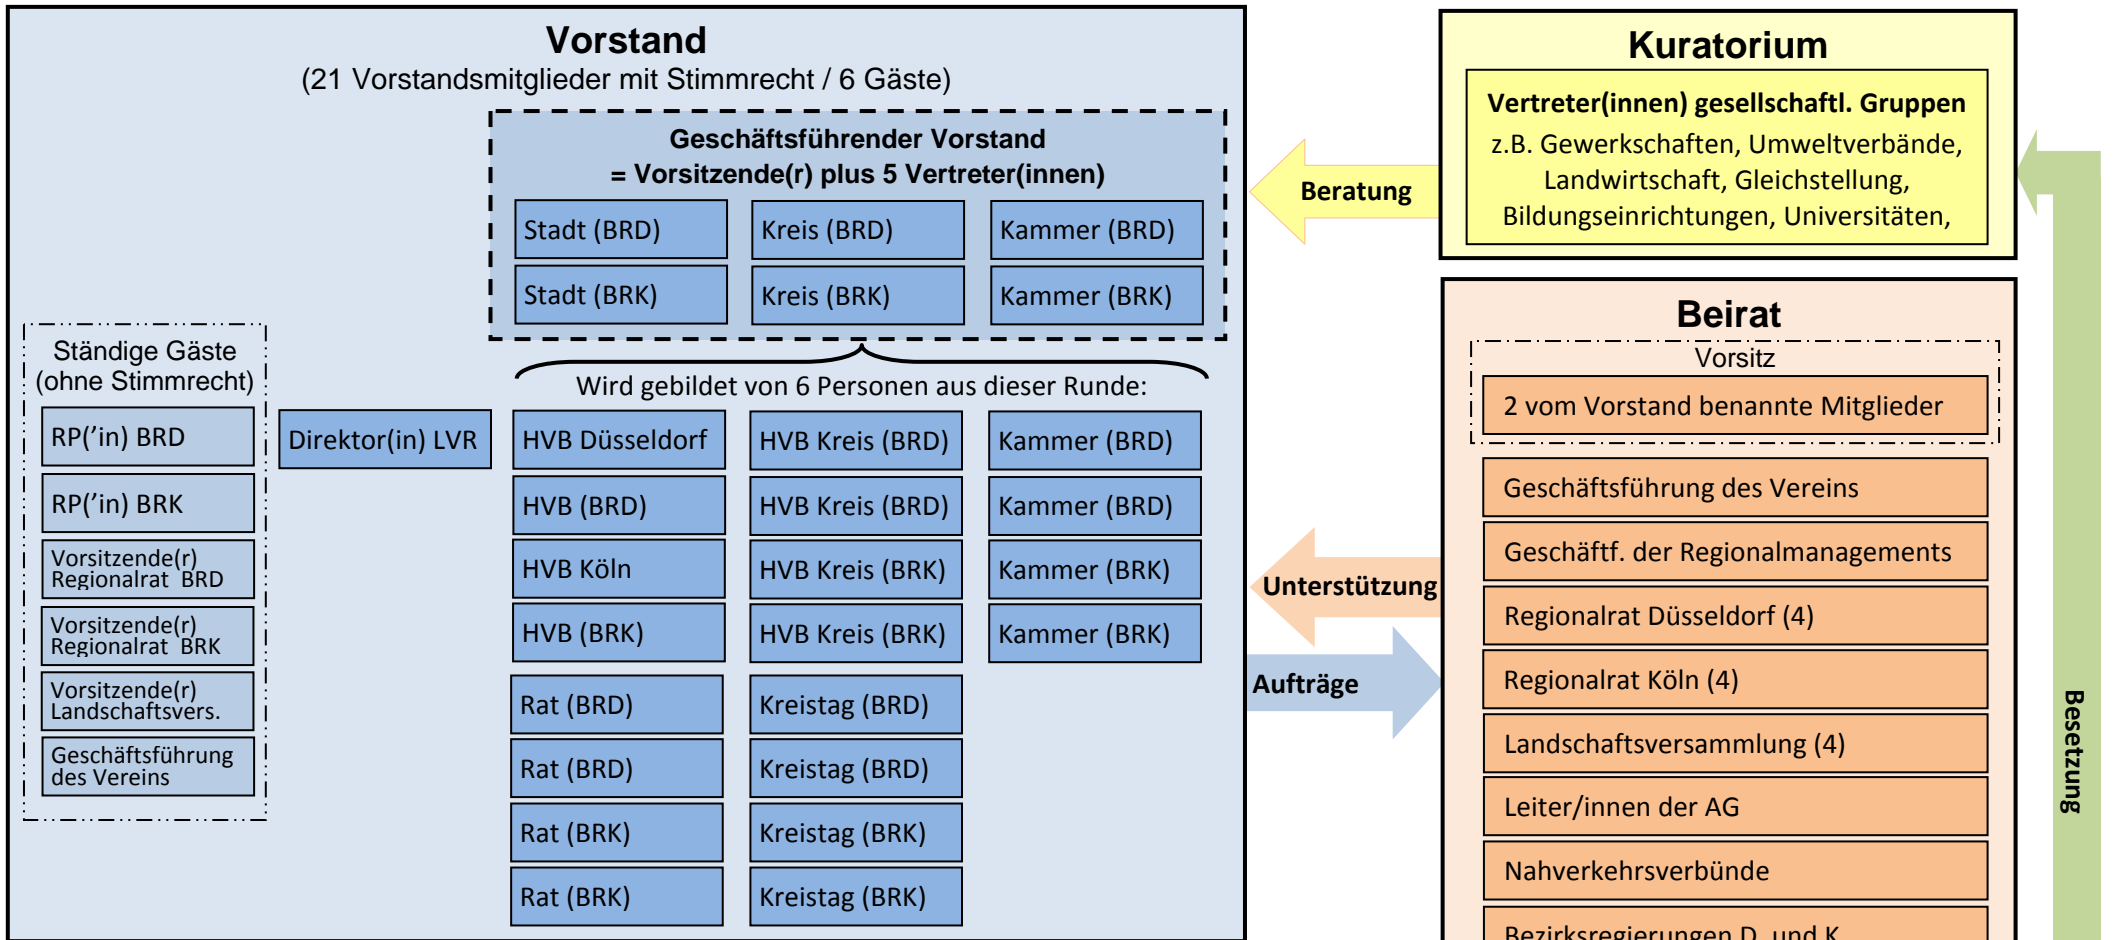 Vorstand
(21 Vorstandsmitglieder mit Stimmrecht / 6 Gäste)
Geschäftsführender Vorstand
= Vorsitzende(r) plus 5 Vertreter(innen)
Stadt (BRD)
Kreis (BRD)
Kammer (BRD)
Stadt (BRK)
Kreis (BRK)
Kammer (BRK)
Wird gebildet von 6 Personen aus dieser Runde:
Ständige Gäste
(ohne Stimmrecht)
RP('in) BRD
RP('in) BRK
Vorsitzende(r)
Regionalrat BRD
Vorsitzende(r)
Regionalrat BRK
Vorsitzende(r)
Landschaftsvers.
Geschäftsführung
des Vereins
Direktor(in) LVR
HVB Düsseldorf
HVB Kreis (BRD)
Kammer (BRD)
HVB (BRD)
HVB Kreis (BRD)
Kammer (BRD)
HVB Köln
HVB Kreis (BRK)
Kammer (BRK)
HVB (BRK)
HVB Kreis (BRK)
Kammer (BRK)
Rat (BRD)
Kreistag (BRD)
Rat (BRD)
Kreistag (BRD)
Rat (BRK)
Kreistag (BRK)
Rat (BRK)
Kreistag (BRK)
Beratung
Unterstützung
Aufträge
Kuratorium
Vertreter(innen) gesellschaftl. Gruppen
z.B. Gewerkschaften, Umweltverbände,
Landwirtschaft, Gleichstellung,
Bildungseinrichtungen, Universitäten,
Beirat
Vorsitz
2 vom Vorstand benannte Mitglieder
Geschäftsführung des Vereins
Geschäftf. der Regionalmanagements
Regionalrat Düsseldorf (4)
Regionalrat Köln (4)
Landschaftsversammlung (4)
Leiter/innen der AG
Nahverkehrsverbünde
Bezirksregierungen D. und K.
Besetzung